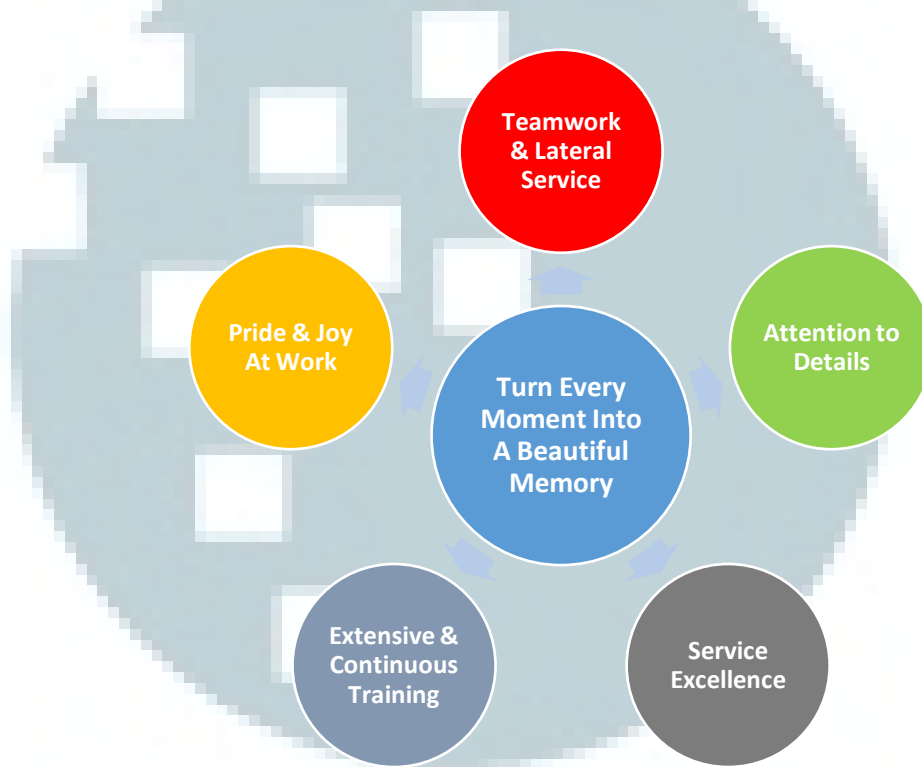 Teamwork
& Lateral
Service
Pride & Joy
At Work
Attention to
Details
Turn Every
Moment Into
A Beautiful
Memory
Extensive &
Continuous
Training
Service
Excellence